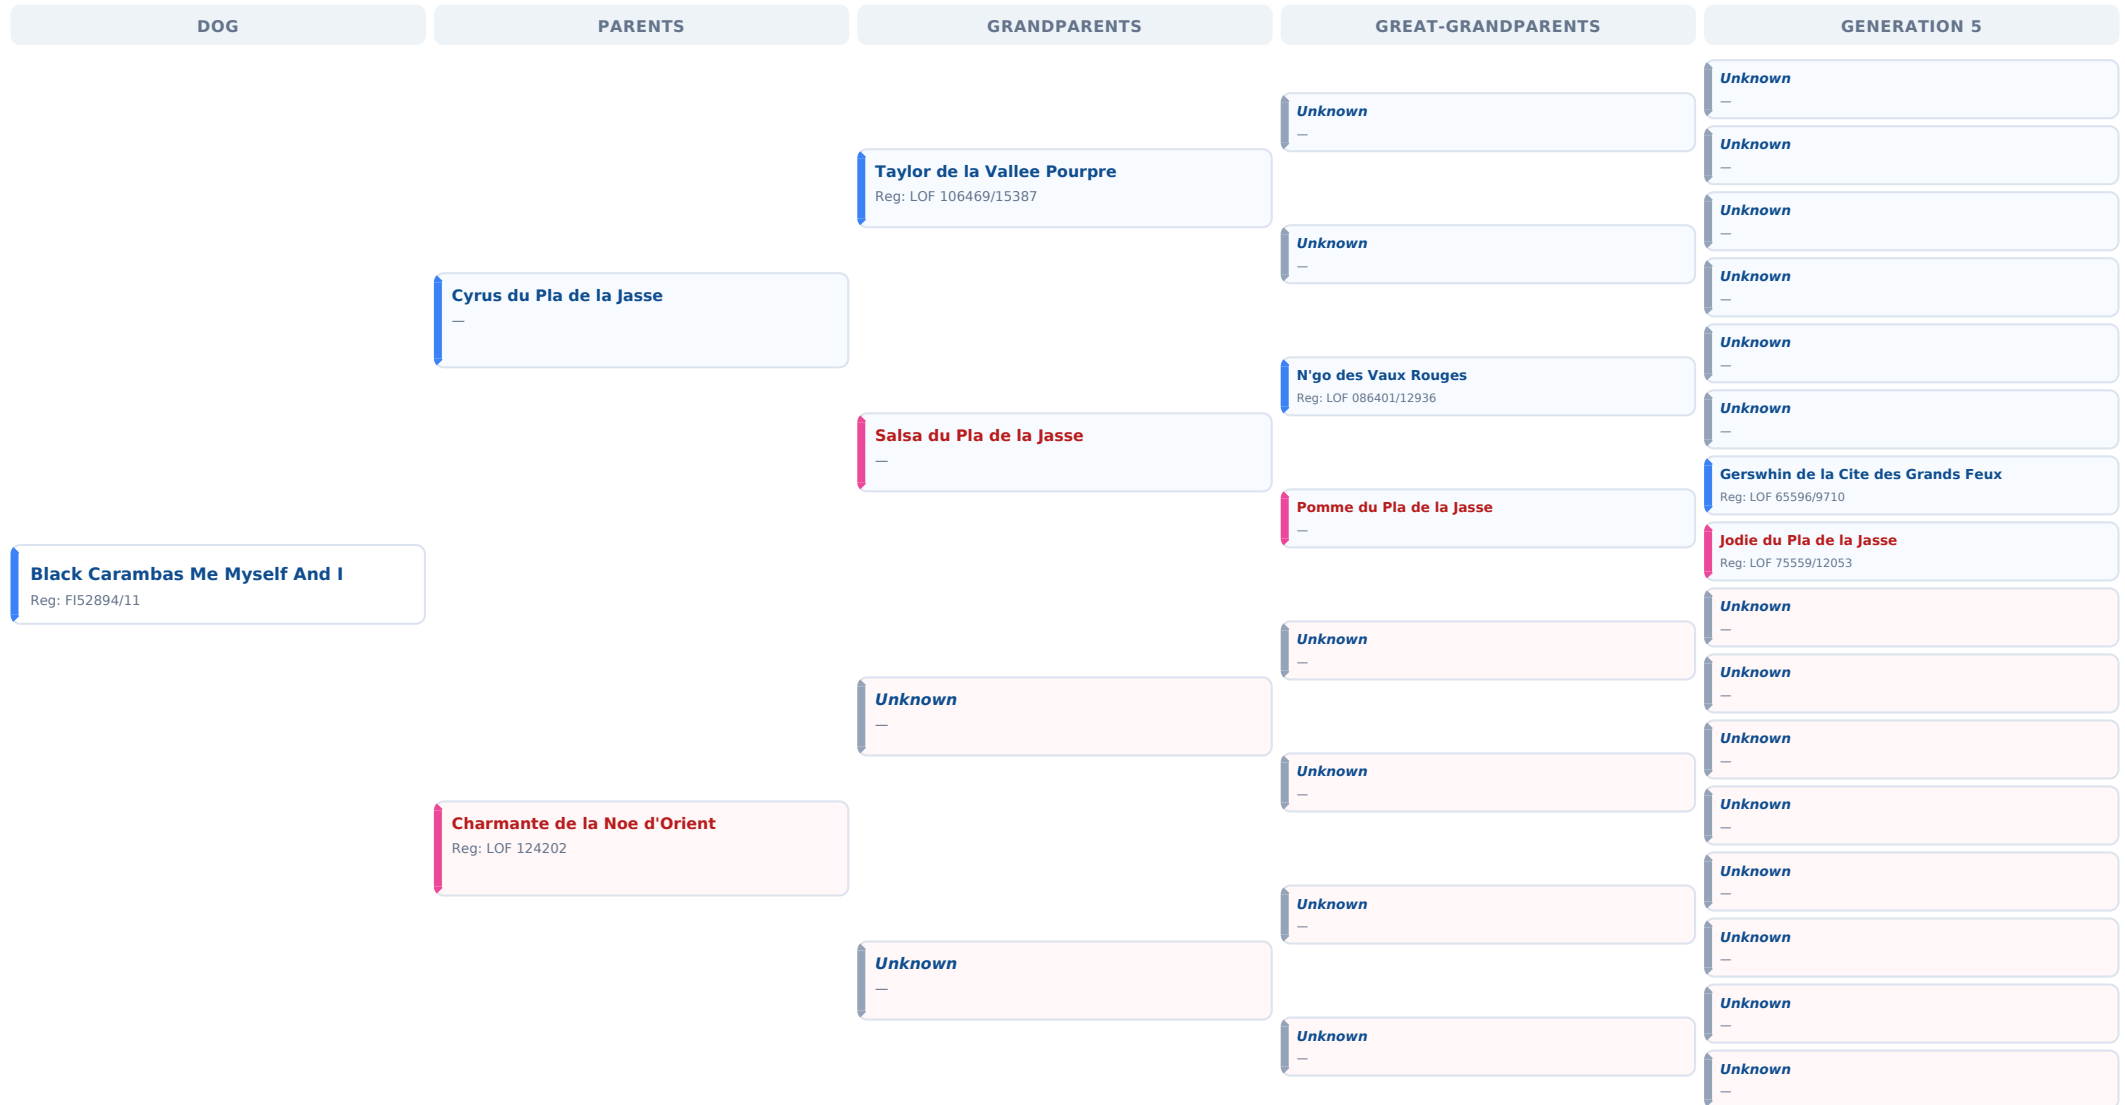 DOG
PARENTS
GRANDPARENTS
GREAT-GRANDPARENTS
GENERATION 5
Black Carambas Me Myself And I
Reg: FI52894/11
Cyrus du Pla de la Jasse
—
Charmante de la Noe d'Orient
Reg: LOF 124202
Taylor de la Vallee Pourpre
Reg: LOF 106469/15387
Salsa du Pla de la Jasse
—
Unknown
—
Unknown
—
Unknown
—
Unknown
—
N'go des Vaux Rouges
Reg: LOF 086401/12936
Pomme du Pla de la Jasse
—
Unknown
—
Unknown
—
Unknown
—
Unknown
—
Unknown
—
Unknown
—
Unknown
—
Unknown
—
Unknown
—
Unknown
—
Gerswhin de la Cite des Grands Feux
Reg: LOF 65596/9710
Jodie du Pla de la Jasse
Reg: LOF 75559/12053
Unknown
—
Unknown
—
Unknown
—
Unknown
—
Unknown
—
Unknown
—
Unknown
—
Unknown
—